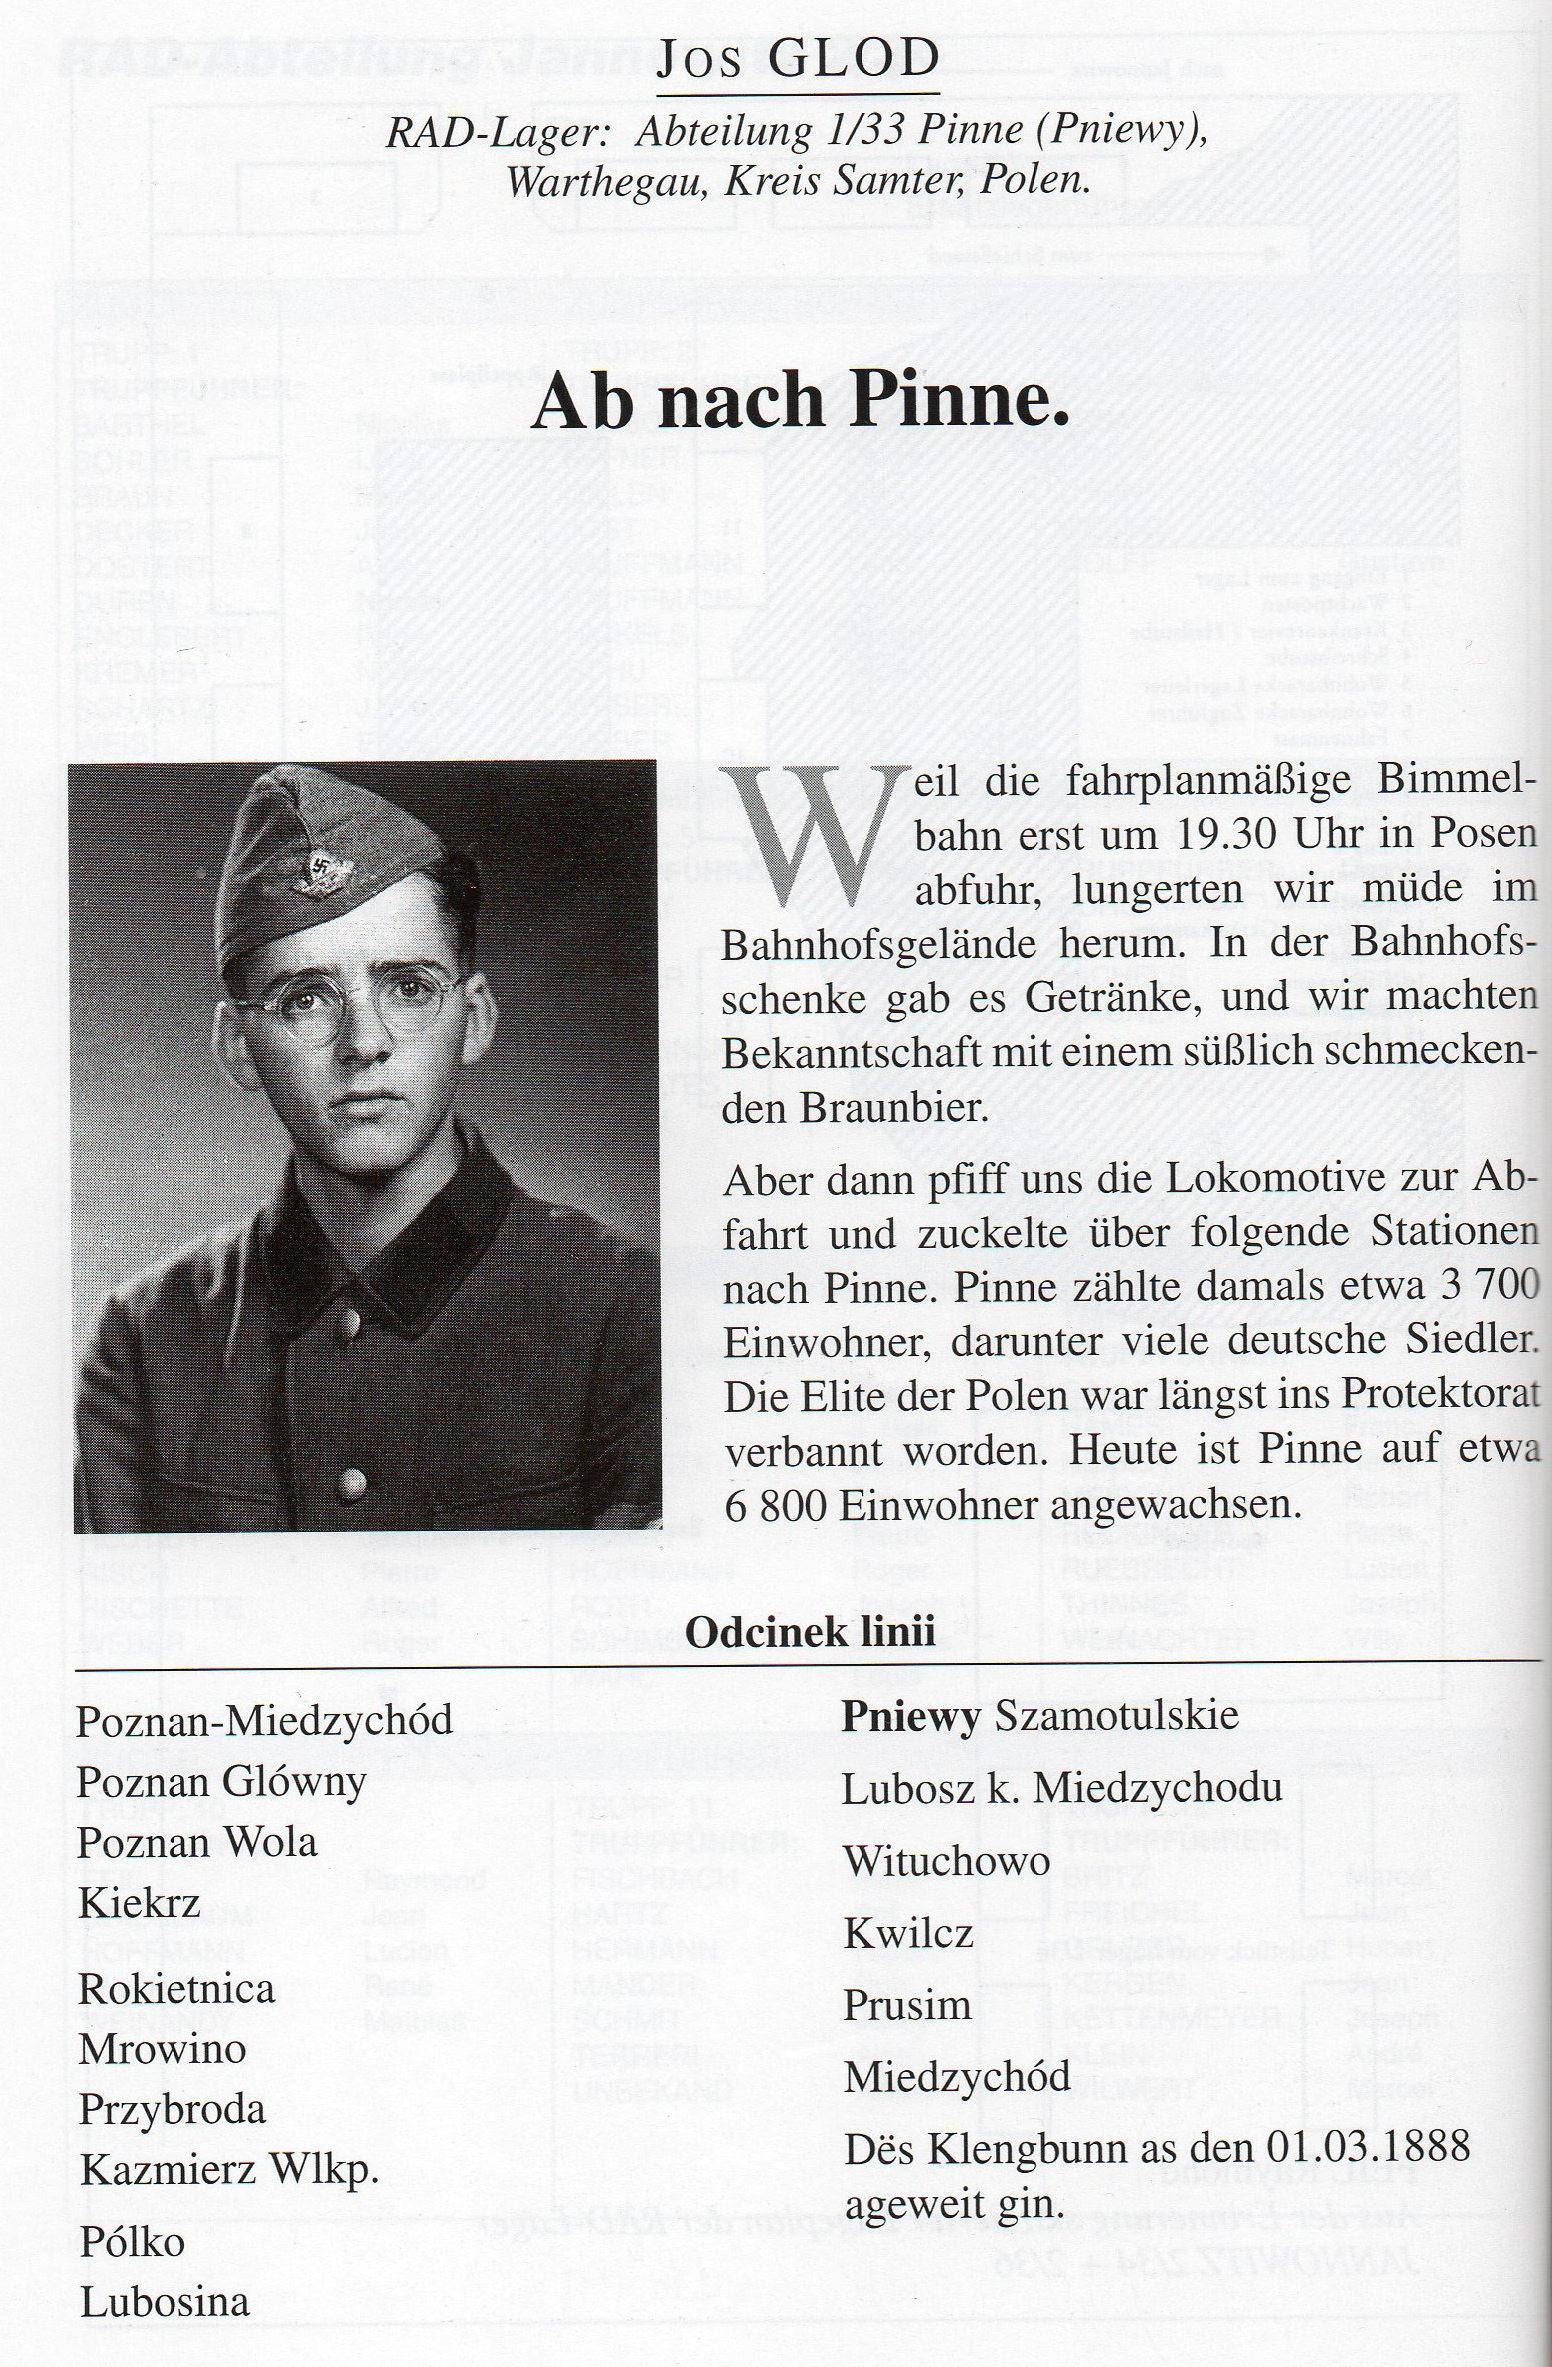 Jos GLOD
RAD-Lager: Abteilung 1/33 Pinne (Pniewy),
Warthegau, Kreis Samter, Polen.
Ab nach Pinne.
Weil die fahrplanmäßige Bimmel-
bahn erst um 19.30 Uhr in Posen
abfuhr, lungerten wir müde im
Bahnhofsgelände herum. In der Bahnhofs-
schenke gab es Getränke, und wir machten
Bekanntschaft mit einem süßlich schmecken-
den Braunbier.
Aber dann pfiff uns die Lokomotive zur Ab-
fahrt und zuckelte über folgende Stationen
nach Pinne. Pinne zählte damals etwa 3 700
Einwohner, darunter viele deutsche Siedler.
Die Elite der Polen war längst ins Protektorat
verbannt worden. Heute ist Pinne auf etwa
6 800 Einwohner angewachsen.
Odcinek linii
Poznan-Miedzychód
Poznan Glówny
Poznan Wola
Kiekrz
Rokietnica
Mrowino
Przybroda
Kazmierz Wlkp.
Pólko
Lubosina
Pniewy Szamotulskie
Lubosz k. Miedzychodu
Wituchowo
Kwilcz
Prusim
Miedzychód
Dës Klengbunn as den 01.03.1888
ageweit gin.